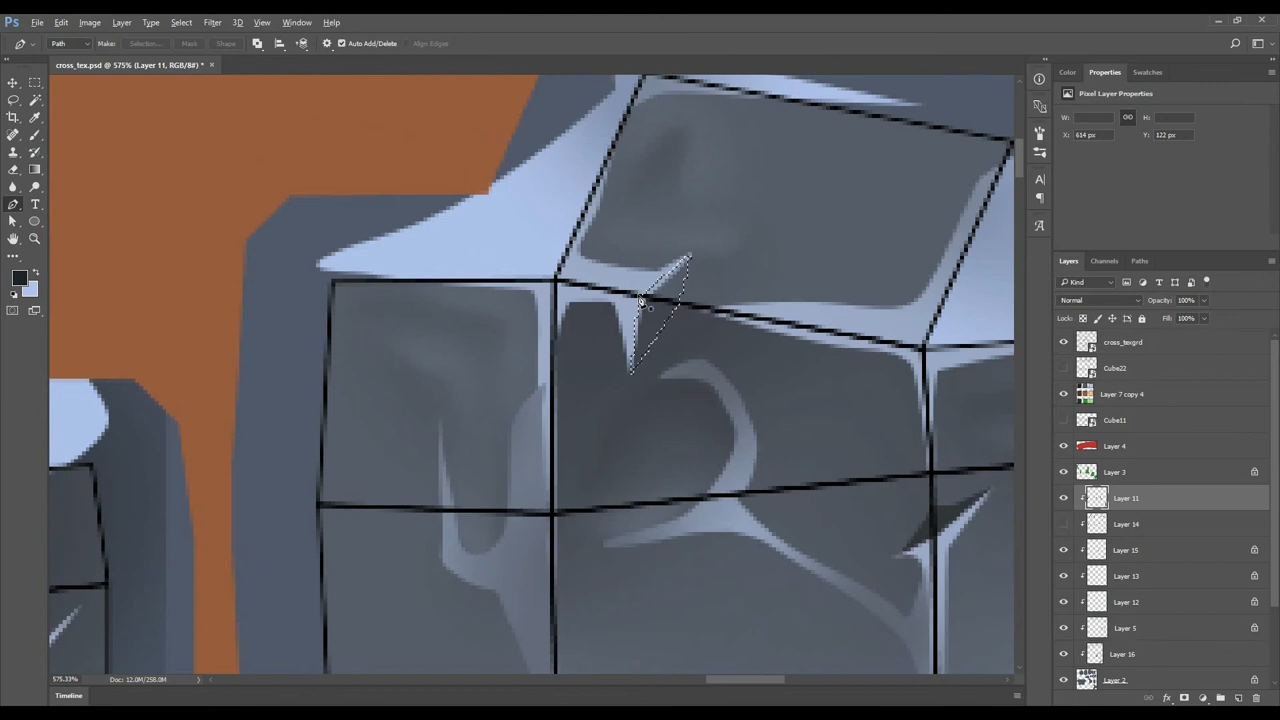 Ps File Edit Image Layer Type Select Filter 3D View Window Help
Path Make: Selection... Mask Shape Auto Add/Delete Align Edges
cross_tex.psd @ 575% (Layer 11, RGB/8#) * ×
Color Properties Swatches
Pixel Layer Properties
W: H:
X: 614 px Y: 122 px
Layers Channels Paths
Kind
Normal Opacity: 100%
Lock: Fill: 100%
cross_texgrd
Cube22
Layer 7 copy 4
Cube11
Layer 4
Layer 3
Layer 11
Layer 14
Layer 15
Layer 13
Layer 12
Layer 5
Layer 16
Layer 2
575.33% Doc: 12.0M/258.0M
Timeline